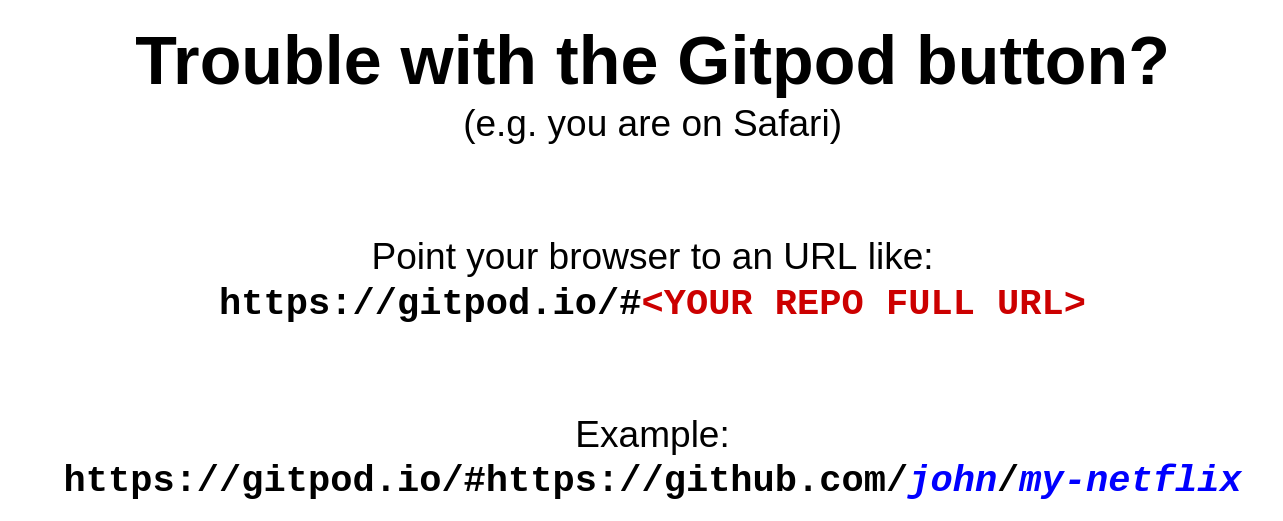 Trouble with the Gitpod button?
(e.g. you are on Safari)
Point your browser to an URL like:
https://gitpod.io/#<YOUR REPO FULL URL>
Example:
https://gitpod.io/#https://github.com/john/my-netflix